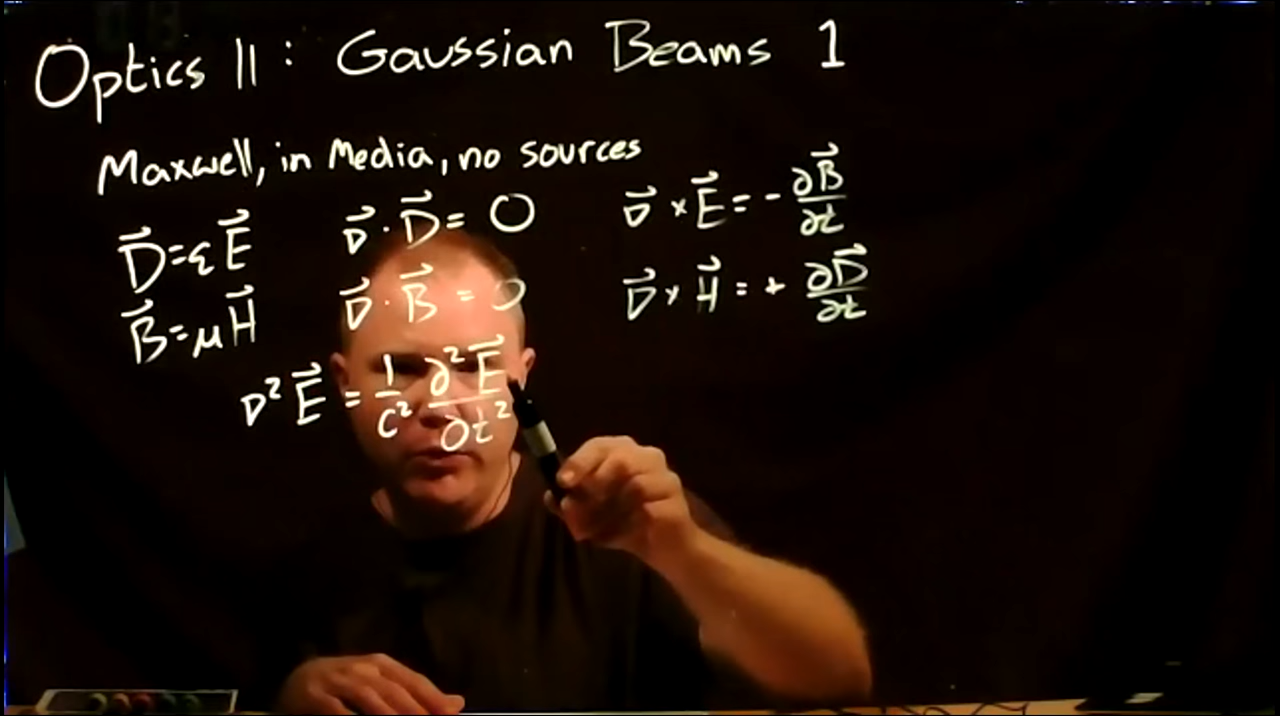 Optics II: Gaussian Beams 1
Maxwell, in Media, no sources
D⃗=εE⃗ ∇⃗·D⃗=0 ∇⃗×E⃗=-∂B⃗/∂t
B⃗=μH⃗ ∇⃗·B⃗=0 ∇⃗×H⃗=+∂D⃗/∂t
∇²E⃗=1/c² ∂²E⃗/∂t²